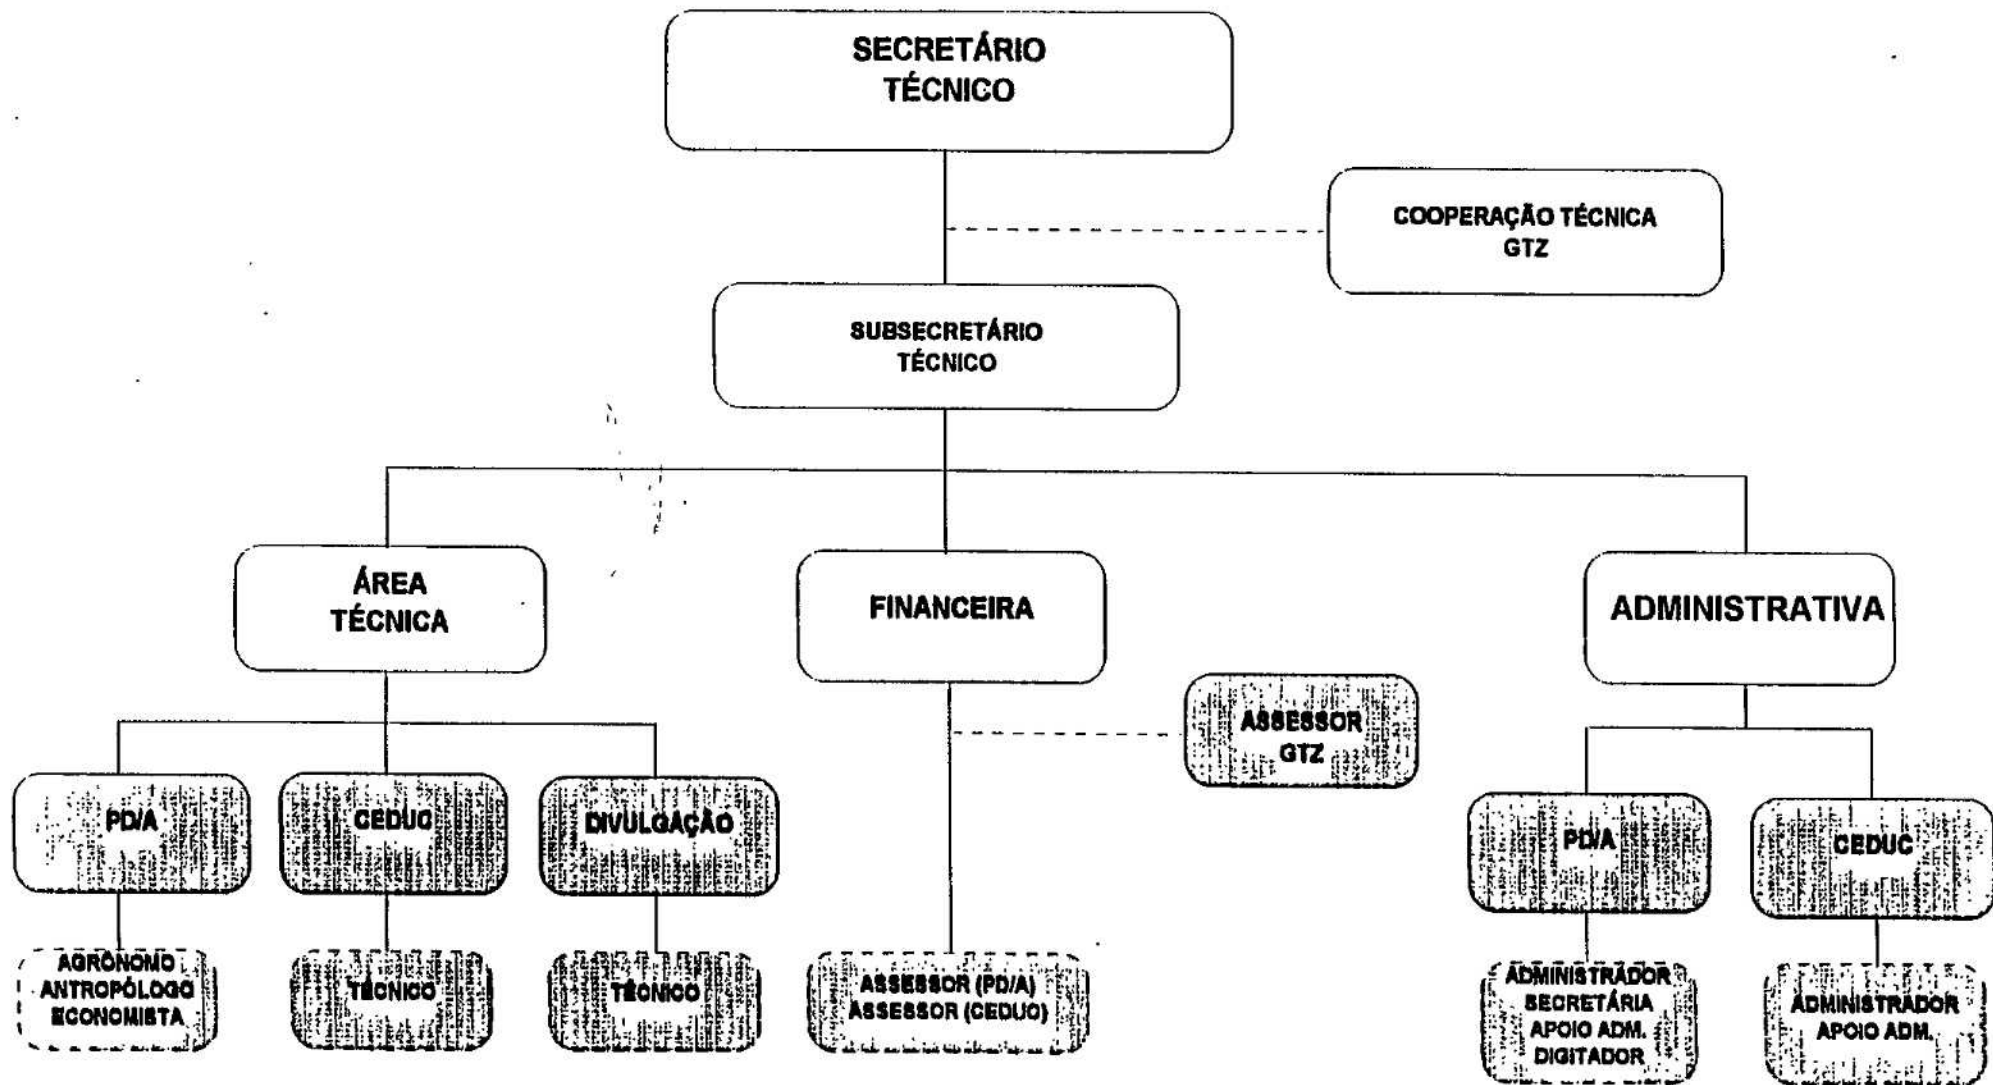 SECRETÁRIO
TÉCNICO
COOPERAÇÃO TÉCNICA
GTZ
SUBSECRETÁRIO
TÉCNICO
ÁREA
TÉCNICA
FINANCEIRA
ADMINISTRATIVA
ASSESSOR
GTZ
PD/A
CEDUC
DIVULGAÇÃO
PD/A
CEDUC
AGRÔNOMO
ANTROPÓLOGO
ECONOMISTA
TÉCNICO
TÉCNICO
ASSESSOR (PD/A)
ASSESSOR (CEDUC)
ADMINISTRADOR
SECRETÁRIA
APOIO ADM.
DIGITADOR
ADMINISTRADOR
APOIO ADM.